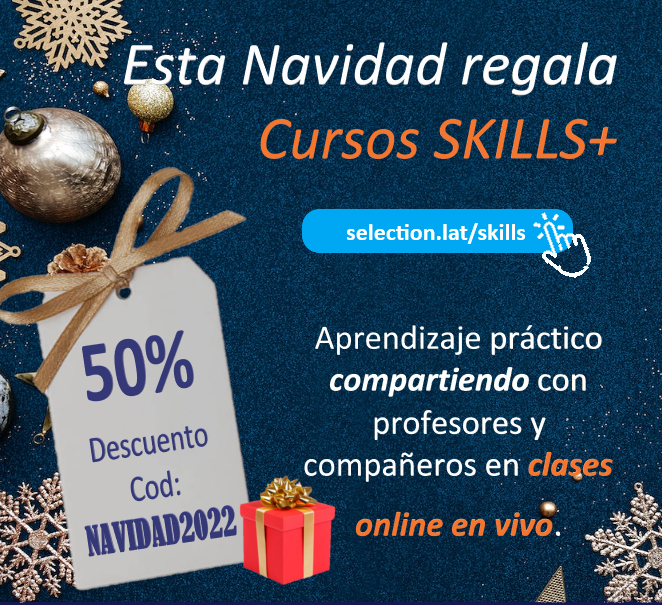 Esta Navidad regala
Cursos SKILLS+
selection.lat/skills
50%
Descuento
Cod:
NAVIDAD2022
Aprendizaje práctico
compartiendo con
profesores y
compañeros en clases
online en vivo.